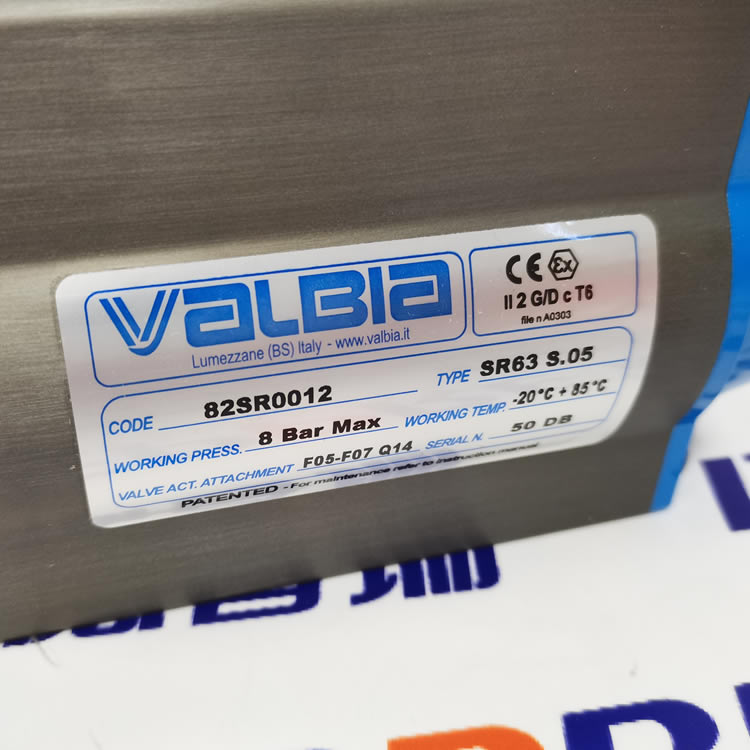 VALBIA
Lumezzane (BS) Italy - www.valbia.it
CE Ex
II 2 G/D c T6
file n A0303
CODE 82SR0012 TYPE SR63 S.05
WORKING PRESS. 8 Bar Max WORKING TEMP. -20°C + 85°C
VALVE ACT. ATTACHMENT F05-F07 Q14 SERIAL N. 50 DB
PATENTED - For maintenance refer to instruction manual.